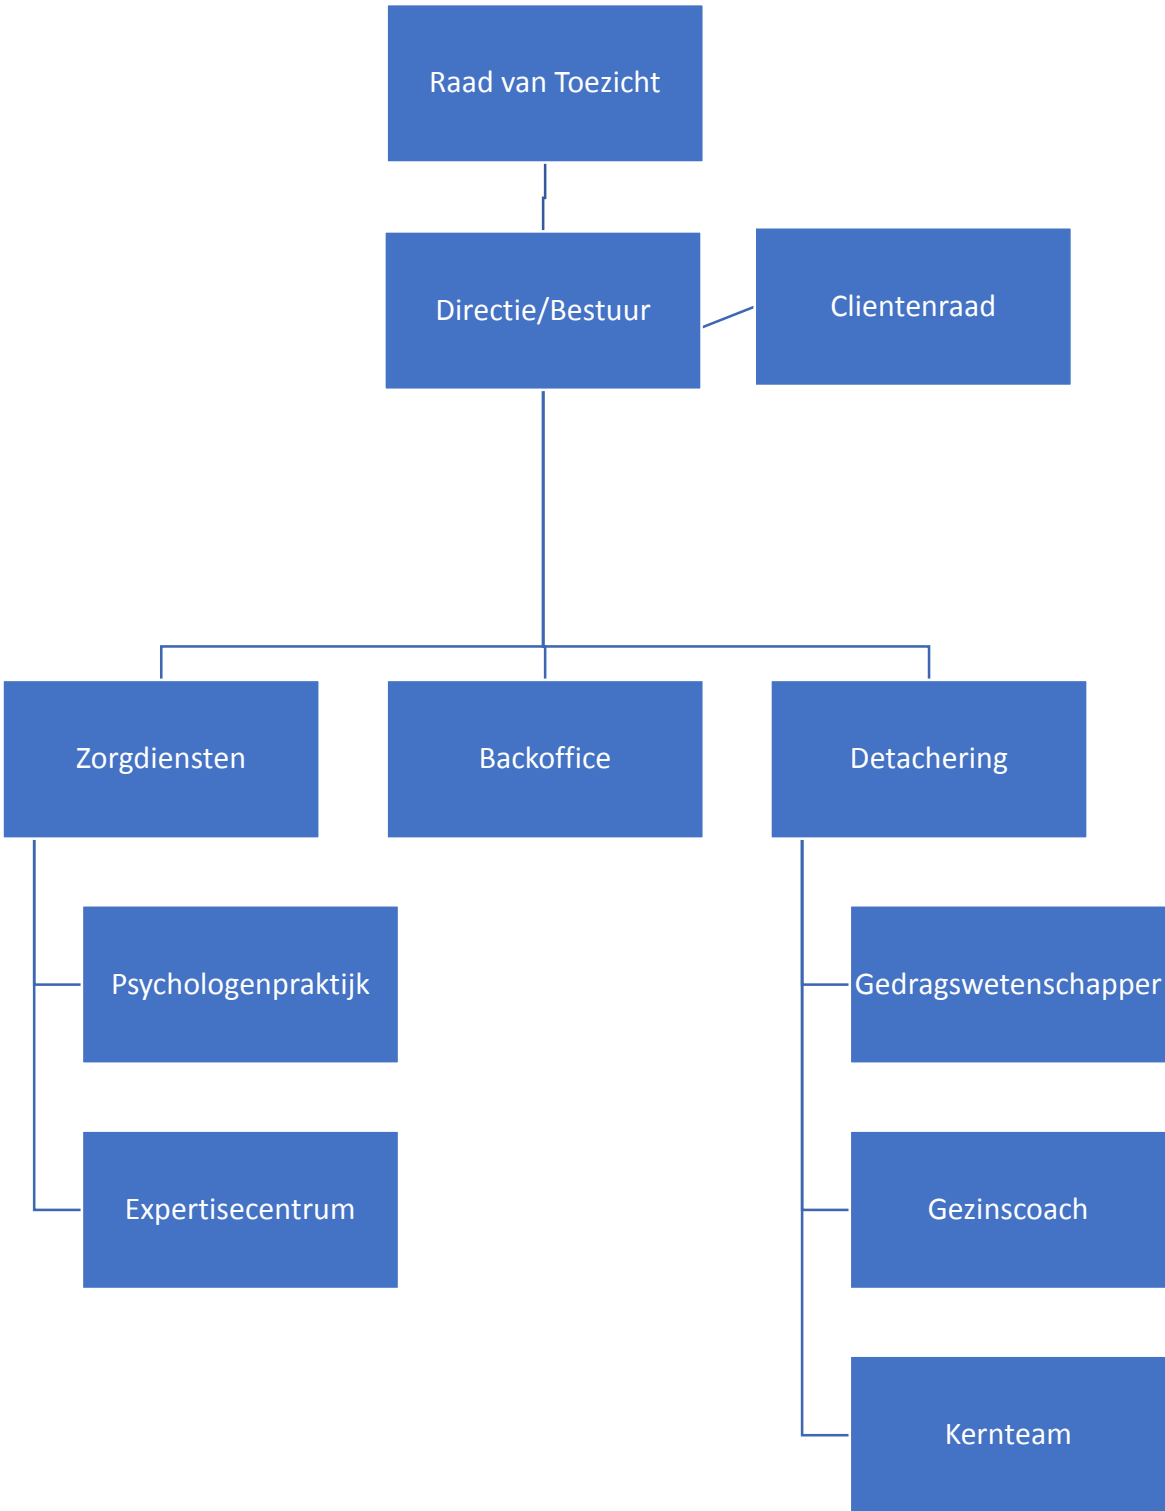 Raad van Toezicht
Directie/Bestuur
Clientenraad
Zorgdiensten
Backoffice
Detachering
Psychologenpraktijk
Gedragswetenschapper
Expertisecentrum
Gezinscoach
Kernteam